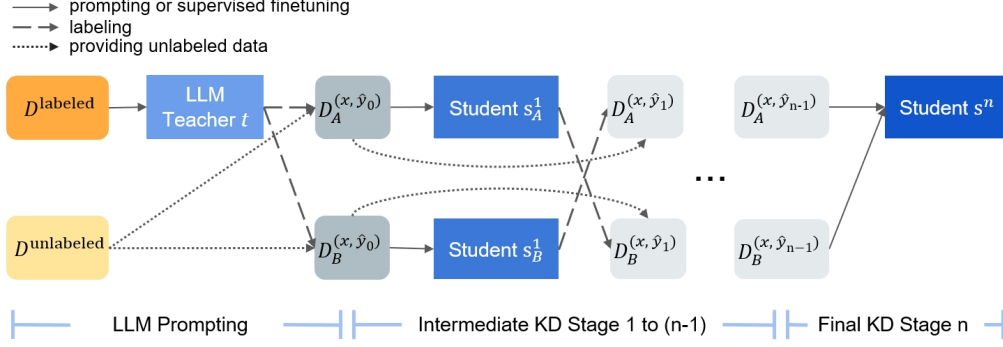 prompting or supervised finetuning
labeling
providing unlabeled data
D^labeled
LLM
Teacher t
D_A^(x, ŷ_0)
Student s_A^1
D_A^(x, ŷ_1)
D_A^(x, ŷ_n-1)
Student s^n
...
D^unlabeled
D_B^(x, ŷ_0)
Student s_B^1
D_B^(x, ŷ_1)
D_B^(x, ŷ_n−1)
LLM Prompting
Intermediate KD Stage 1 to (n-1)
Final KD Stage n